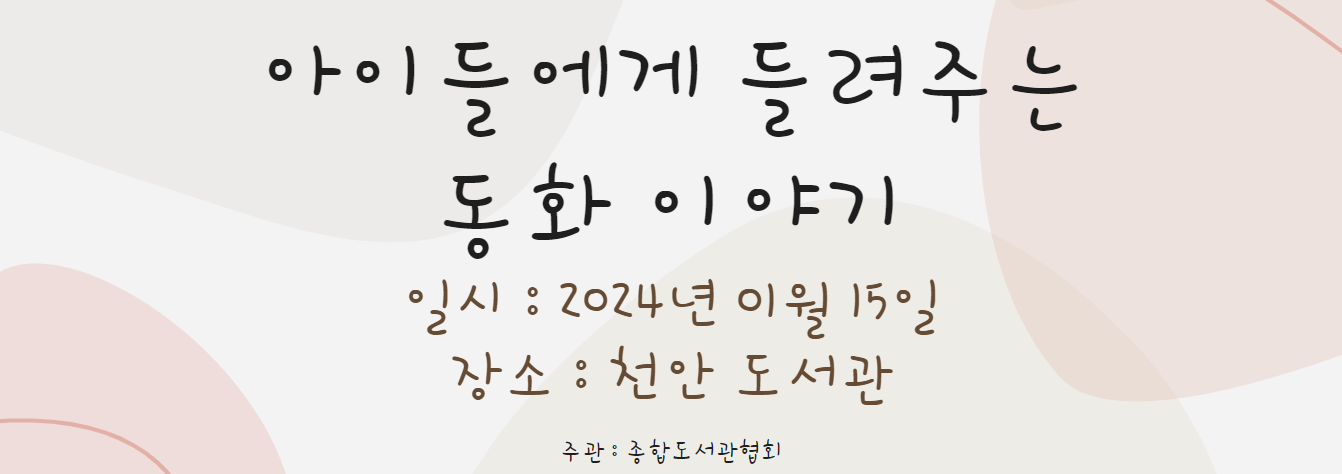 아이들에게 들려주는
동화 이야기
일시 : 2024년 이월 15일
장소 : 천안 도서관
주관 : 종합도서관협회